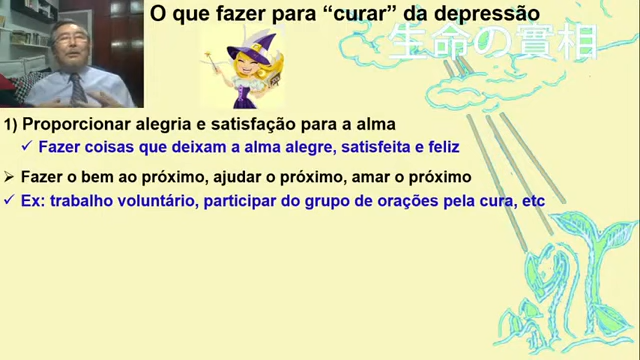 O que fazer para “curar” da depressão
生命の實相
1) Proporcionar alegria e satisfação para a alma
✓ Fazer coisas que deixam a alma alegre, satisfeita e feliz
➢ Fazer o bem ao próximo, ajudar o próximo, amar o próximo
✓ Ex: trabalho voluntário, participar do grupo de orações pela cura, etc